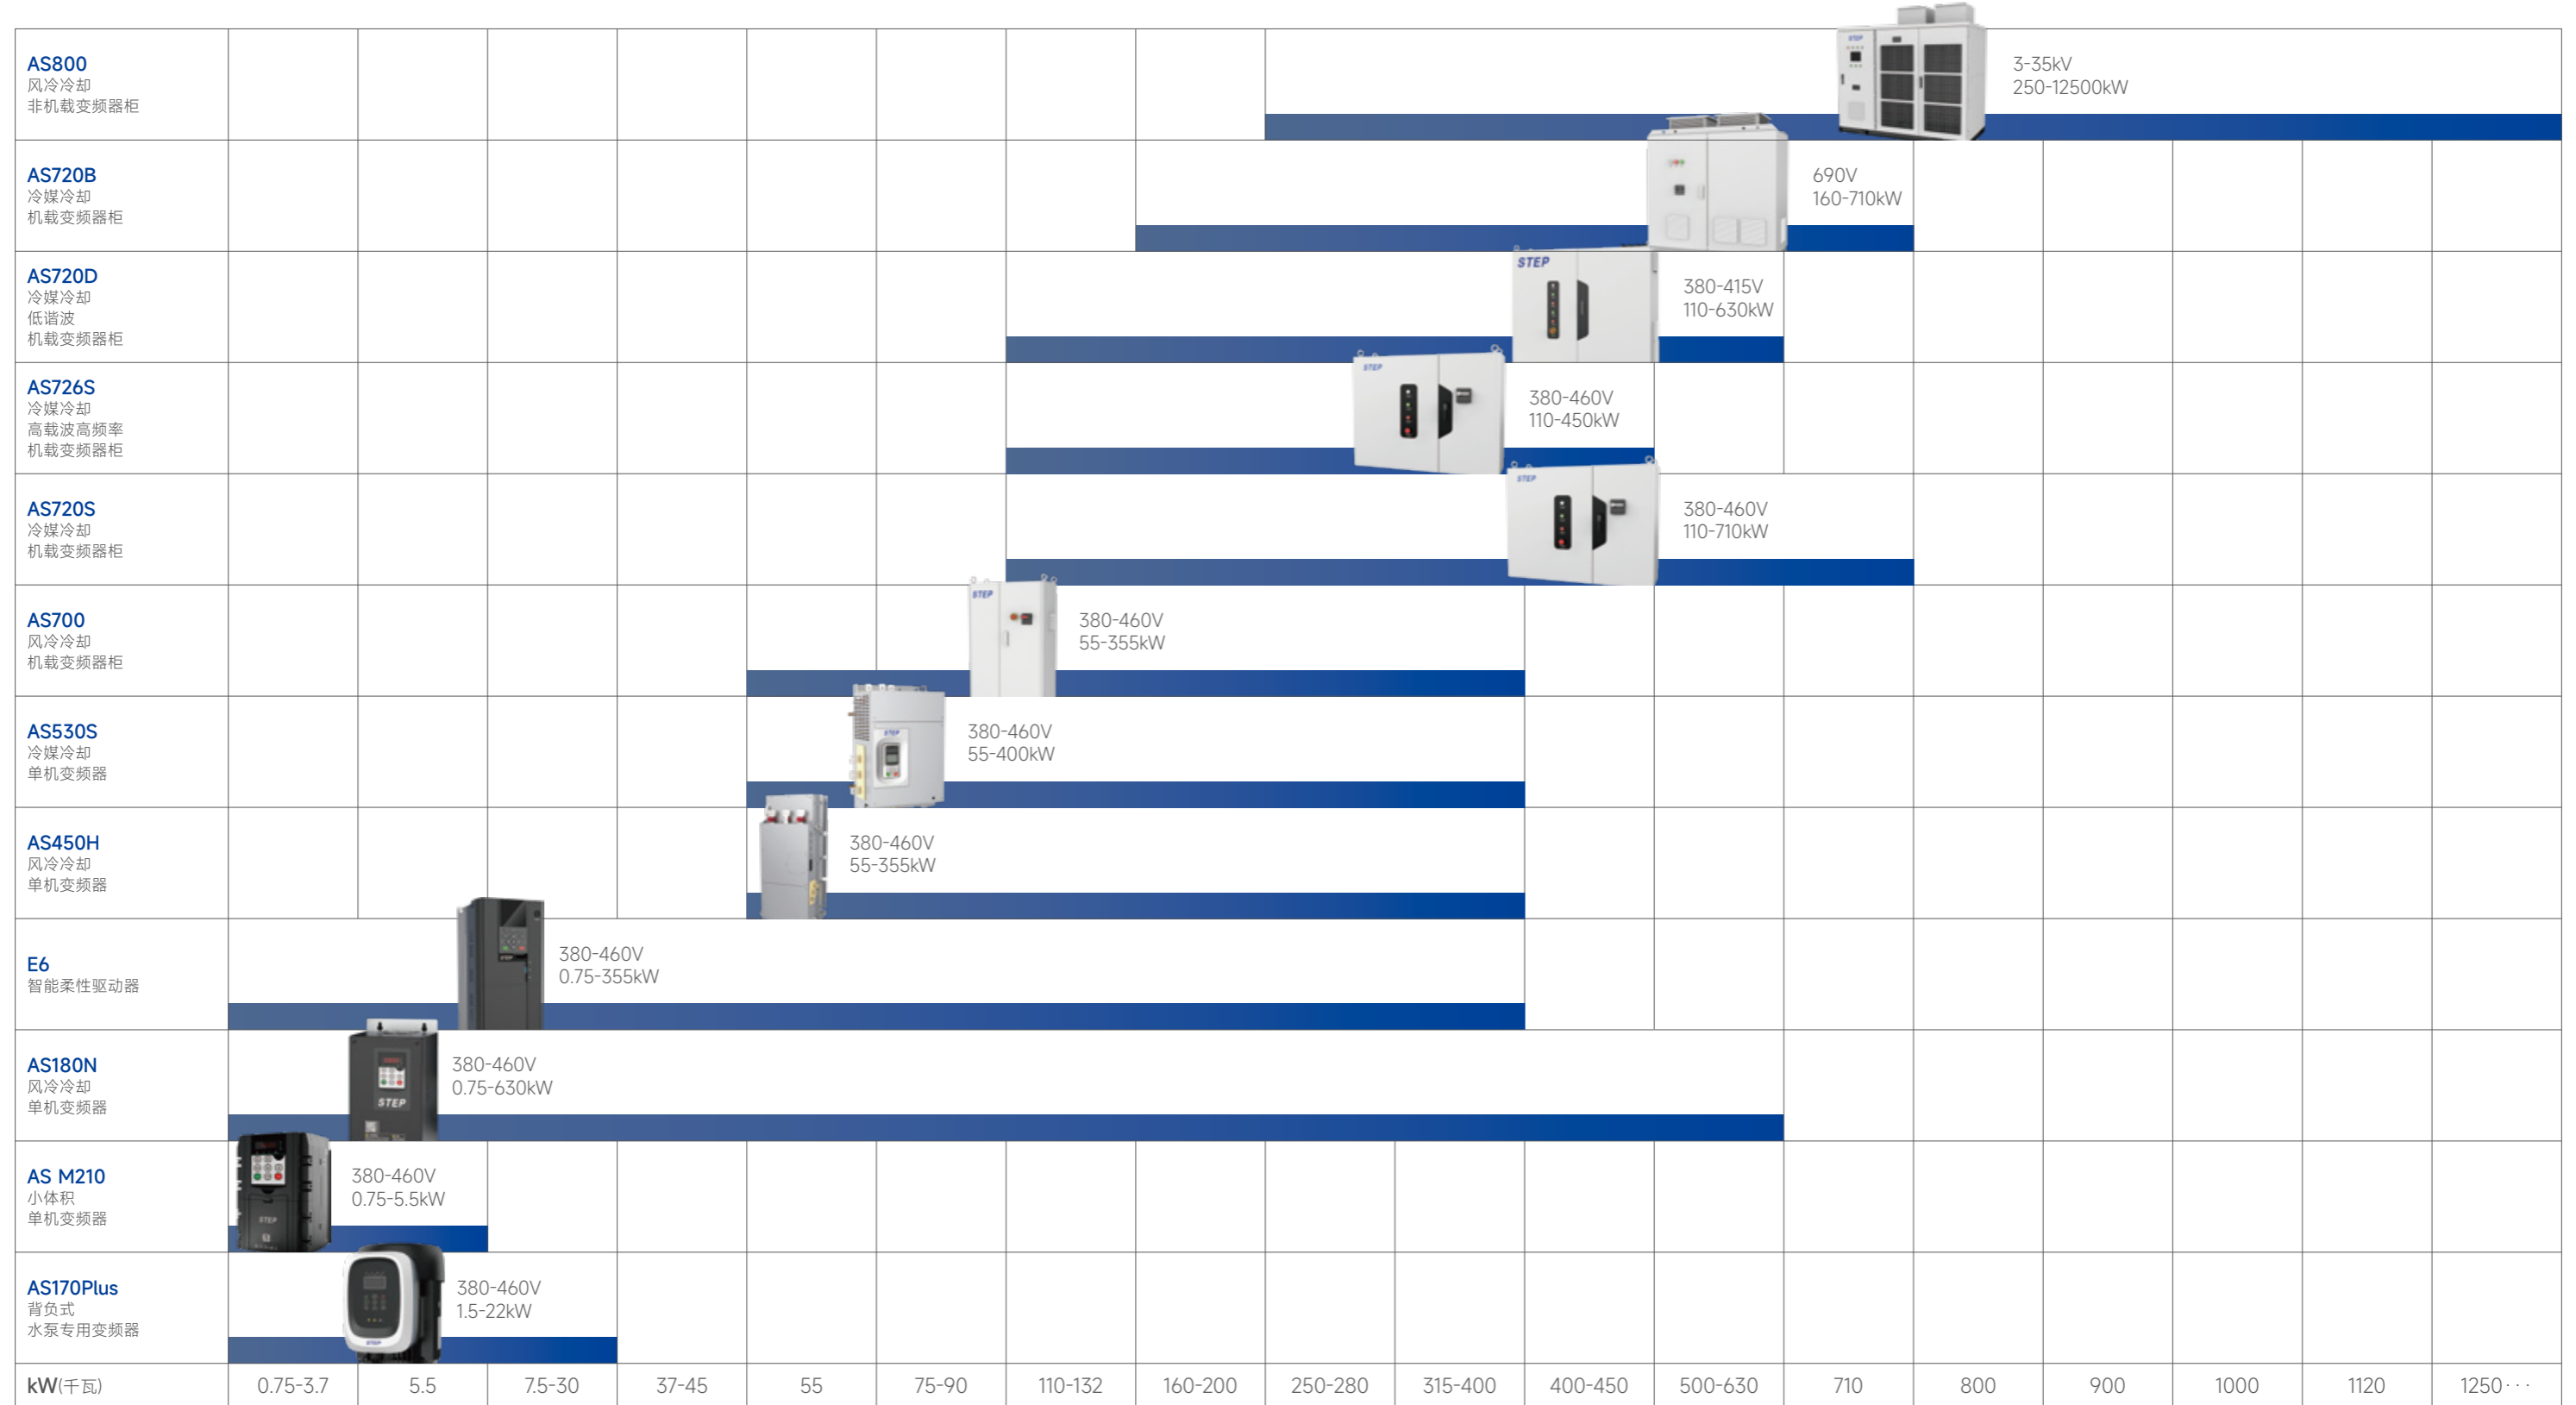 AS800
风冷冷却
非机载变频器柜
STEP
3-35kV
250-12500kW
AS720B
冷媒冷却
机载变频器柜
690V
160-710kW
AS720D
冷媒冷却
低谐波
机载变频器柜
STEP
380-415V
110-630kW
AS726S
冷媒冷却
高载波高频率
机载变频器柜
STEP
380-460V
110-450kW
AS720S
冷媒冷却
机载变频器柜
STEP
380-460V
110-710kW
AS700
风冷冷却
机载变频器柜
STEP
380-460V
55-355kW
AS530S
冷媒冷却
单机变频器
STEP
380-460V
55-400kW
AS450H
风冷冷却
单机变频器
380-460V
55-355kW
E6
智能柔性驱动器
STEP
380-460V
0.75-355kW
AS180N
风冷冷却
单机变频器
STEP
380-460V
0.75-630kW
AS M210
小体积
单机变频器
STEP
380-460V
0.75-5.5kW
AS170Plus
背负式
水泵专用变频器
STEP
380-460V
1.5-22kW
kW(千瓦) 0.75-3.7 5.5 7.5-30 37-45 55 75-90 110-132 160-200 250-280 315-400 400-450 500-630 710 800 900 1000 1120 1250···